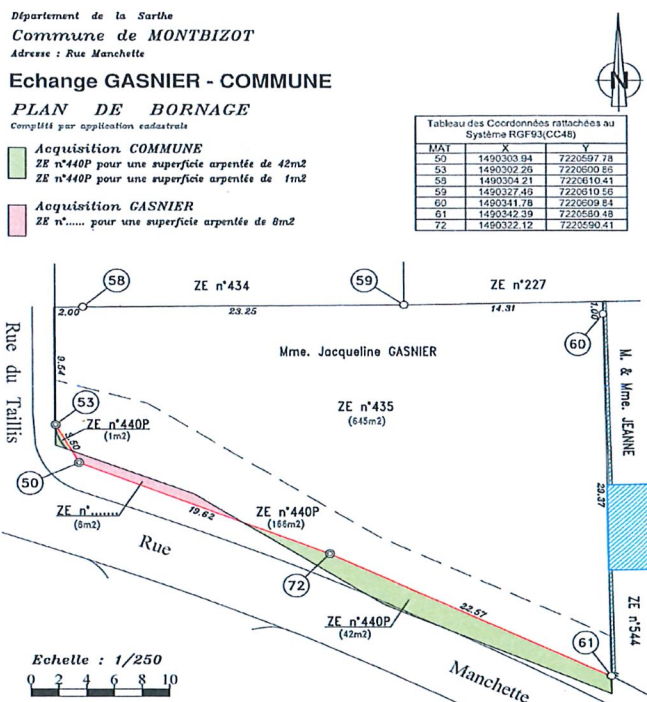 Département de la Sarthe
Commune de MONTBIZOT
Adresse : Rue Manchette
Echange GASNIER - COMMUNE
PLAN DE BORNAGE
Complété par application cadastrale
Acquisition COMMUNE
ZE n°440P pour une superficie arpentée de 42m2
ZE n°440P pour une superficie arpentée de 1m2
Acquisition GASNIER
ZE n°...... pour une superficie arpentée de 8m2
N
Tableau des Coordonnées rattachées au
Système RGF93(CC48)
MAT X Y
50 1490303.94 7220597.78
53 1490302.26 7220600.86
58 1490304.21 7220610.41
59 1490327.46 7220610.56
60 1490341.78 7220609.84
61 1490342.39 7220580.48
72 1490322.12 7220590.41
58
ZE n°434
59
ZE n°227
2.00
23.25
14.31
1.00
60
Rue du Taillis
9.54
Mme. Jacqueline GASNIER
M. & Mme. JEANNE
53
ZE n°435
(645m2)
ZE n°440P
(1m2)
3.50
50
ZE n°.......
(8m2)
19.62
ZE n°440P
(166m2)
29.37
Rue
72
22.57
ZE n°440P
(42m2)
ZE n°544
61
Manchette
Echelle : 1/250
0 2 4 6 8 10